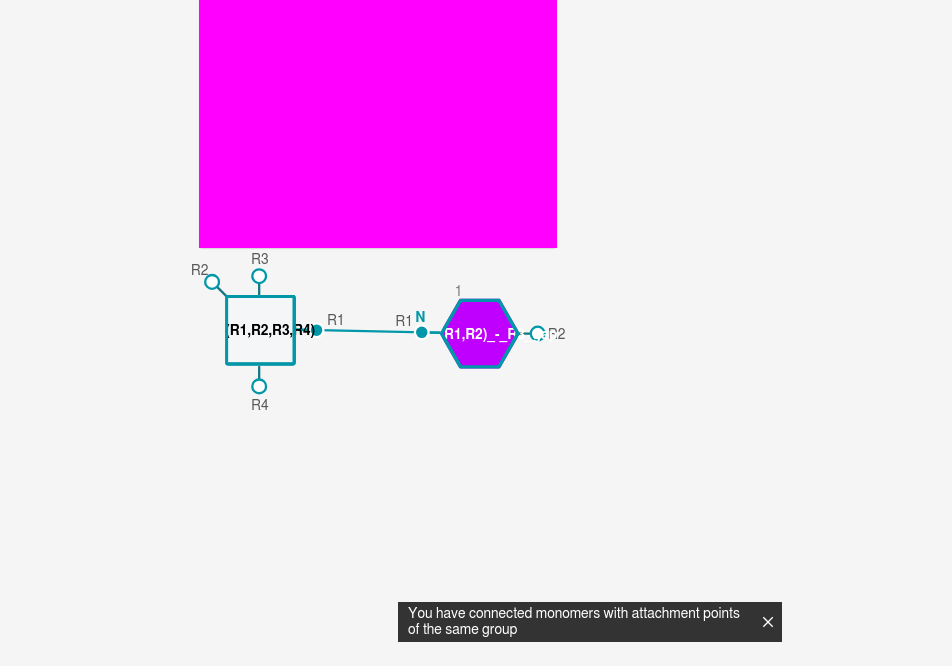 R3
R2
1
N
R1
R1
(R1,R2,R3,R4)
R1,R2)_-_R
R2
R4
You have connected monomers with attachment points
of the same group